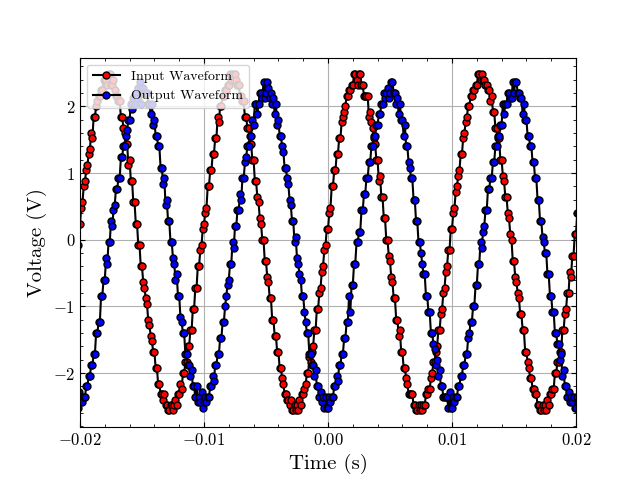 Input Waveform
Output Waveform
Voltage (V)
2
1
0
−1
−2
−0.02 −0.01 0.00 0.01 0.02
Time (s)